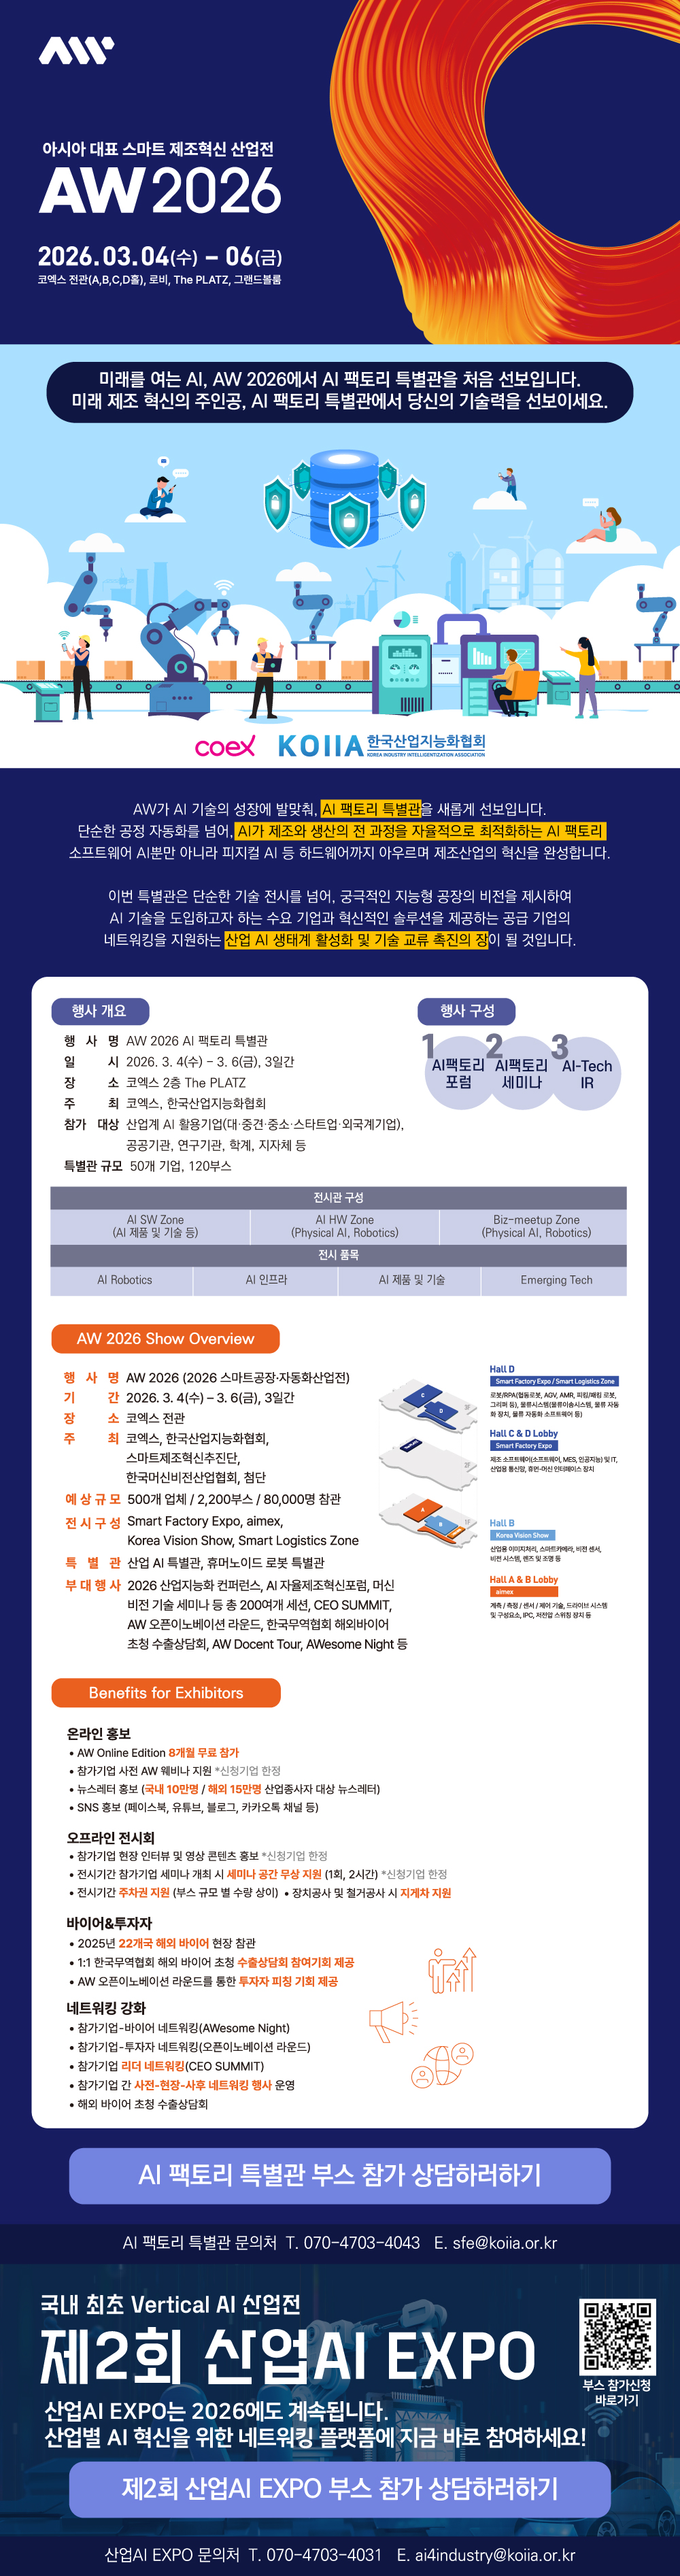 AW
아시아 대표 스마트 제조혁신 산업전
AW 2026
2026. 03. 04(수) – 06(금)
코엑스 전관(A,B,C,D홀), 로비, The PLATZ, 그랜드볼룸
미래를 여는 AI, AW 2026에서 AI 팩토리 특별관을 처음 선보입니다.
미래 제조 혁신의 주인공, AI 팩토리 특별관에서 당신의 기술력을 선보이세요.
coex KOIIA 한국산업지능화협회
KOREA INDUSTRY INTELLIGENTIZATION ASSOCIATION
AW가 AI 기술의 성장에 발맞춰, AI 팩토리 특별관을 새롭게 선보입니다.
단순한 공정 자동화를 넘어, AI가 제조와 생산의 전 과정을 자율적으로 최적화하는 AI 팩토리
소프트웨어 AI뿐만 아니라 피지컬 AI 등 하드웨어까지 아우르며 제조산업의 혁신을 완성합니다.
이번 특별관은 단순한 기술 전시를 넘어, 궁극적인 지능형 공장의 비전을 제시하여
AI 기술을 도입하고자 하는 수요 기업과 혁신적인 솔루션을 제공하는 공급 기업의
네트워킹을 지원하는 산업 AI 생태계 활성화 및 기술 교류 촉진의 장이 될 것입니다.
행사 개요
행 사 명 AW 2026 AI 팩토리 특별관
일 시 2026. 3. 4(수) – 3. 6(금), 3일간
장 소 코엑스 2층 The PLATZ
주 최 코엑스, 한국산업지능화협회
참가 대상 산업계 AI 활용기업(대·중견·중소·스타트업·외국계기업),
공공기관, 연구기관, 학계, 지자체 등
특별관 규모 50개 기업, 120부스
행사 구성
1 AI팩토리 포럼
2 AI팩토리 세미나
3 AI-Tech IR
전시관 구성
AI SW Zone
(AI 제품 및 기술 등)
AI HW Zone
(Physical AI, Robotics)
Biz-meetup Zone
(Physical AI, Robotics)
전시 품목
AI Robotics
AI 인프라
AI 제품 및 기술
Emerging Tech
AW 2026 Show Overview
행 사 명 AW 2026 (2026 스마트공장·자동화산업전)
기 간 2026. 3. 4(수) – 3. 6(금), 3일간
장 소 코엑스 전관
주 최 코엑스, 한국산업지능화협회,
스마트제조혁신추진단,
한국머신비전산업협회, 첨단
예상규모 500개 업체 / 2,200부스 / 80,000명 참관
전시구성 Smart Factory Expo, aimex,
Korea Vision Show, Smart Logistics Zone
특 별 관 산업 AI 특별관, 휴머노이드 로봇 특별관
부대행사 2026 산업지능화 컨퍼런스, AI 자율제조혁신포럼, 머신
비전 기술 세미나 등 총 200여개 세션, CEO SUMMIT,
AW 오픈이노베이션 라운드, 한국무역협회 해외바이어
초청 수출상담회, AW Docent Tour, AWesome Night 등
C
D
A
B
Hall D
Smart Factory Expo / Smart Logistics Zone
로봇/RPA(협동로봇, AGV, AMR, 피킹/패킹 로봇,
그리퍼 등), 물류시스템(물류이송시스템, 물류 자동
화 장치, 물류 자동화 소프트웨어 등)
Hall C & D Lobby
Smart Factory Expo
제조 소프트웨어(소프트웨어, MES, 인공지능) 및 IT,
산업용 통신망, 휴먼-머신 인터페이스 장치
Hall B
Korea Vision Show
산업용 이미지처리, 스마트카메라, 비전 센서,
비전 시스템, 렌즈 및 조명 등
Hall A & B Lobby
aimex
계측 / 측정 / 센서 / 제어 기술, 드라이브 시스템
및 구성요소, IPC, 저전압 스위칭 장치 등
Benefits for Exhibitors
온라인 홍보
• AW Online Edition 8개월 무료 참가
• 참가기업 사전 AW 웨비나 지원 *신청기업 한정
• 뉴스레터 홍보 (국내 10만명 / 해외 15만명 산업종사자 대상 뉴스레터)
• SNS 홍보 (페이스북, 유튜브, 블로그, 카카오톡 채널 등)
오프라인 전시회
• 참가기업 현장 인터뷰 및 영상 콘텐츠 홍보 *신청기업 한정
• 전시기간 참가기업 세미나 개최 시 세미나 공간 무상 지원 (1회, 2시간) *신청기업 한정
• 전시기간 주차권 지원 (부스 규모 별 수량 상이) • 장치공사 및 철거공사 시 지게차 지원
바이어&투자자
• 2025년 22개국 해외 바이어 현장 참관
• 1:1 한국무역협회 해외 바이어 초청 수출상담회 참여기회 제공
• AW 오픈이노베이션 라운드를 통한 투자자 피칭 기회 제공
네트워킹 강화
• 참가기업-바이어 네트워킹(AWesome Night)
• 참가기업-투자자 네트워킹(오픈이노베이션 라운드)
• 참가기업 리더 네트워킹(CEO SUMMIT)
• 참가기업 간 사전-현장-사후 네트워킹 행사 운영
• 해외 바이어 초청 수출상담회
AI 팩토리 특별관 부스 참가 상담하러하기
AI 팩토리 특별관 문의처 T. 070-4703-4043 E. sfe@koiia.or.kr
국내 최초 Vertical AI 산업전
제2회 산업AI EXPO
부스 참가신청
바로가기
산업AI EXPO는 2026에도 계속됩니다.
산업별 AI 혁신을 위한 네트워킹 플랫폼에 지금 바로 참여하세요!
제2회 산업AI EXPO 부스 참가 상담하러하기
산업AI EXPO 문의처 T. 070-4703-4031 E. ai4industry@koiia.or.kr